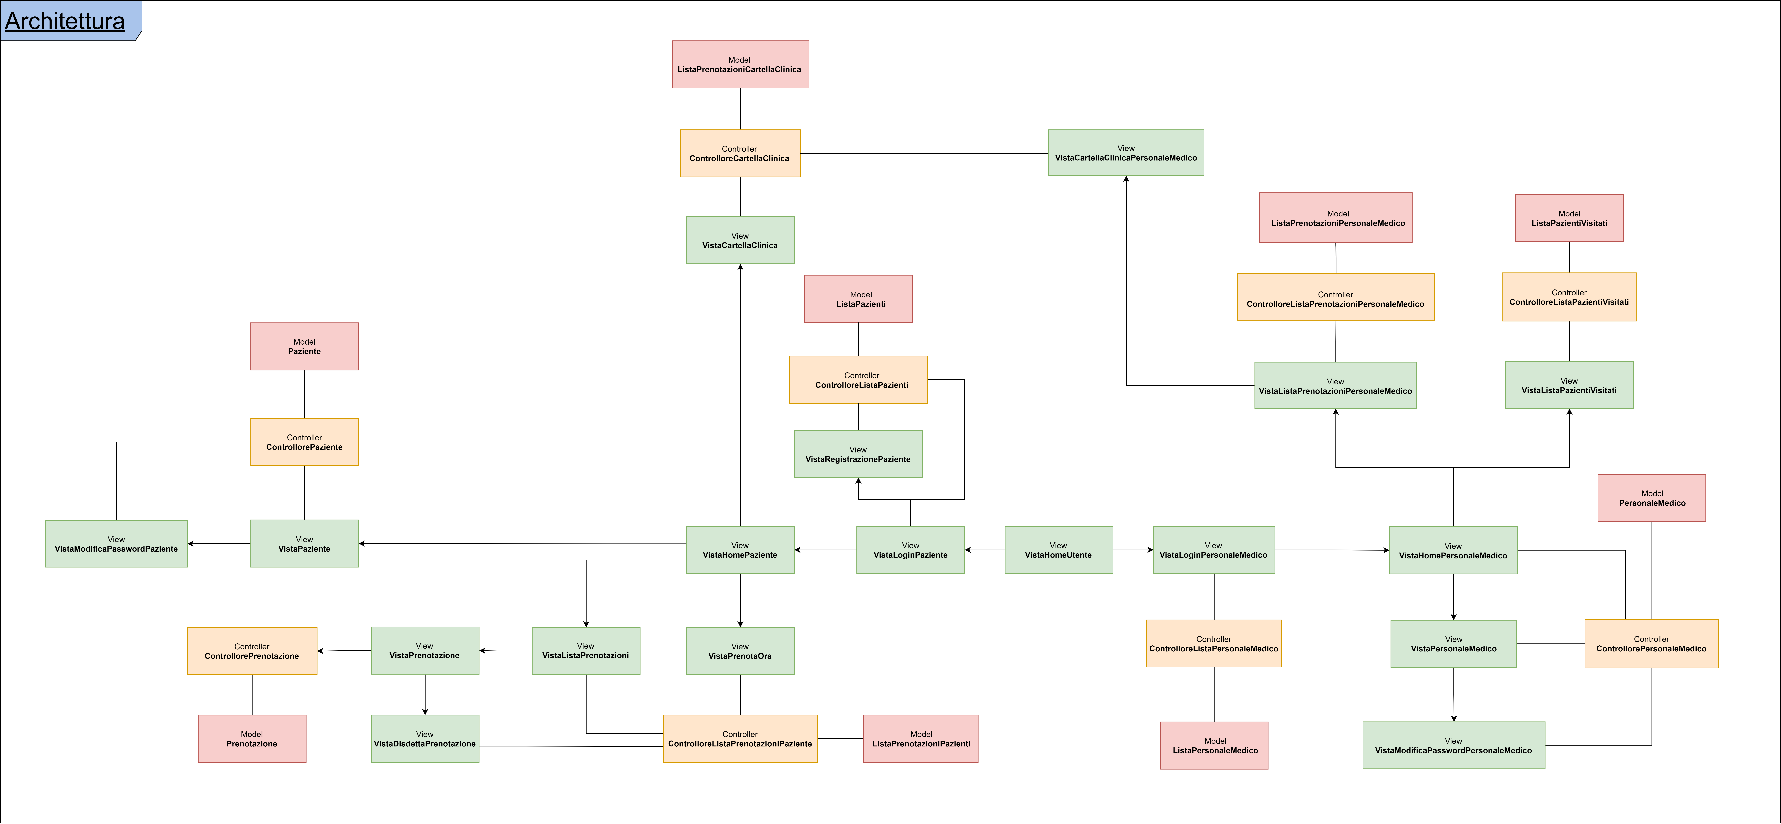 Architettura
Model
ListaPrenotazioniCartellaClinica
Controller
ControlloreCartellaClinica
View
VistaCartellaClinicaPersonaleMedico
View
VistaCartellaClinica
Model
ListaPrenotazioniPersonaleMedico
Model
ListaPazientiVisitati
Model
ListaPazienti
Controller
ControlloreListaPrenotazioniPersonaleMedico
Controller
ControlloreListaPazientiVisitati
Model
Paziente
Controller
ControlloreListaPazienti
View
VistaListaPrenotazioniPersonaleMedico
View
VistaListaPazientiVisitati
Controller
ControllorePaziente
View
VistaRegistrazionePaziente
Model
PersonaleMedico
View
VistaModificaPasswordPaziente
View
VistaPaziente
View
VistaHomePaziente
View
VistaLoginPaziente
View
VistaHomeUtente
View
VistaLoginPersonaleMedico
View
VistaHomePersonaleMedico
Controller
ControllorePrenotazione
View
VistaPrenotazione
View
VistaListaPrenotazioni
View
VistaPrenotaOra
Controller
ControlloreListaPersonaleMedico
View
VistaPersonaleMedico
Controller
ControllorePersonaleMedico
Model
Prenotazione
View
VistaDisdettaPrenotazione
Controller
ControlloreListaPrenotazioniPaziente
Model
ListaPrenotazioniPazienti
Model
ListaPersonaleMedico
View
VistaModificaPasswordPersonaleMedico